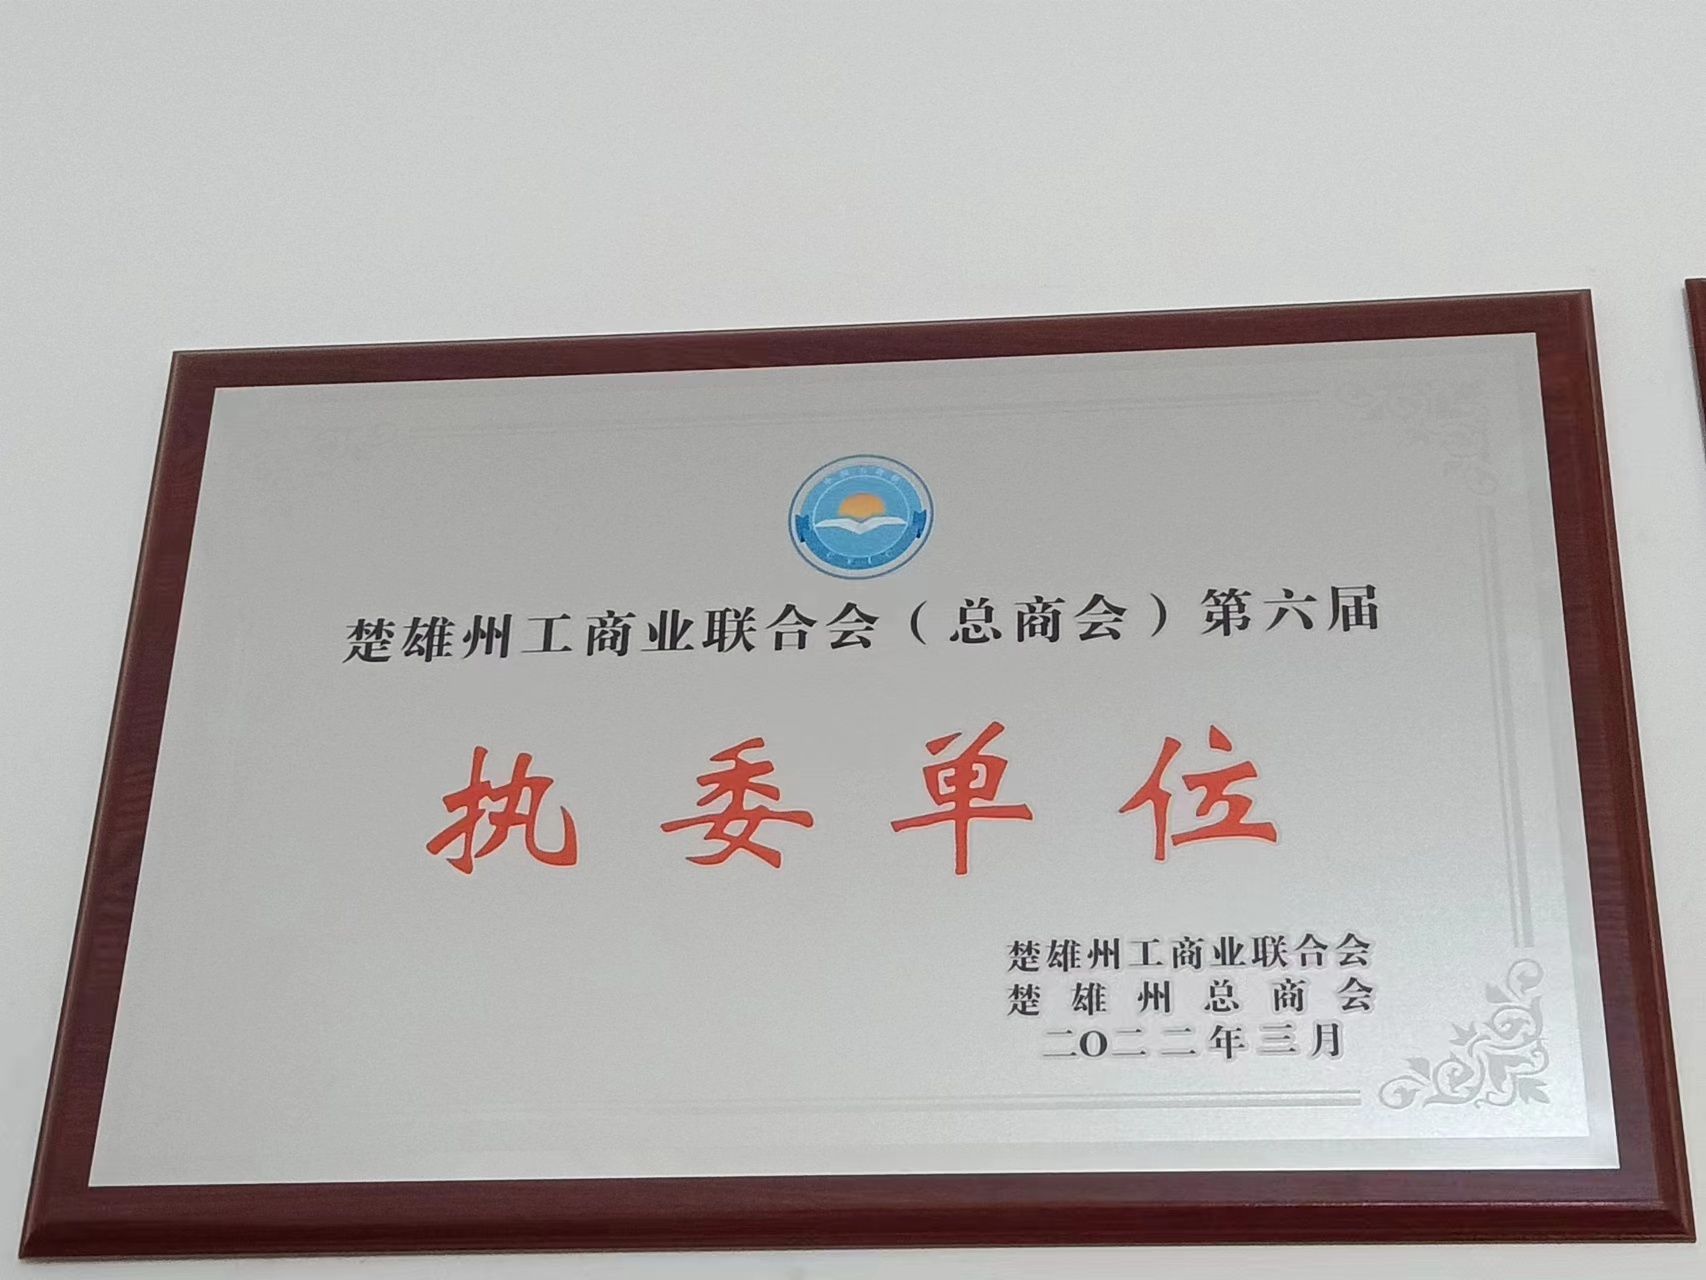 楚雄州工商业联合会（总商会）第六届
执委单位
楚雄州工商业联合会
楚雄州总商会
二O二二年三月